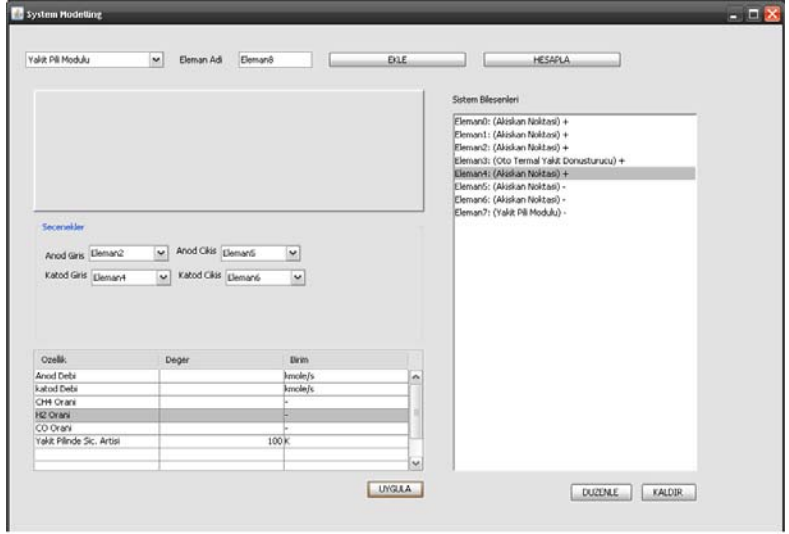 System Modelling
Yakit Pili Modulu Eleman Adi Eleman8 EKLE HESAPLA
Sistem Bilesenleri
Eleman0: (Akiskan Noktasi) +
Eleman1: (Akiskan Noktasi) +
Eleman2: (Akiskan Noktasi) +
Eleman3: (Oto Termal Yakit Donusturucu) +
Eleman4: (Akiskan Noktasi) +
Eleman5: (Akiskan Noktasi) -
Eleman6: (Akiskan Noktasi) -
Eleman7: (Yakit Pili Modulu) -
Secenekler
Anod Giris Eleman2 Anod Cikis Eleman5
Katod Giris Eleman4 Katod Cikis Eleman6
Ozellik Deger Birim
Anod Debi kmole/s
katod Debi kmole/s
CH4 Orani -
H2 Orani -
CO Orani -
Yakit Pilinde Sic. Artisi 100 K
UYGULA
DUZENLE KALDIR